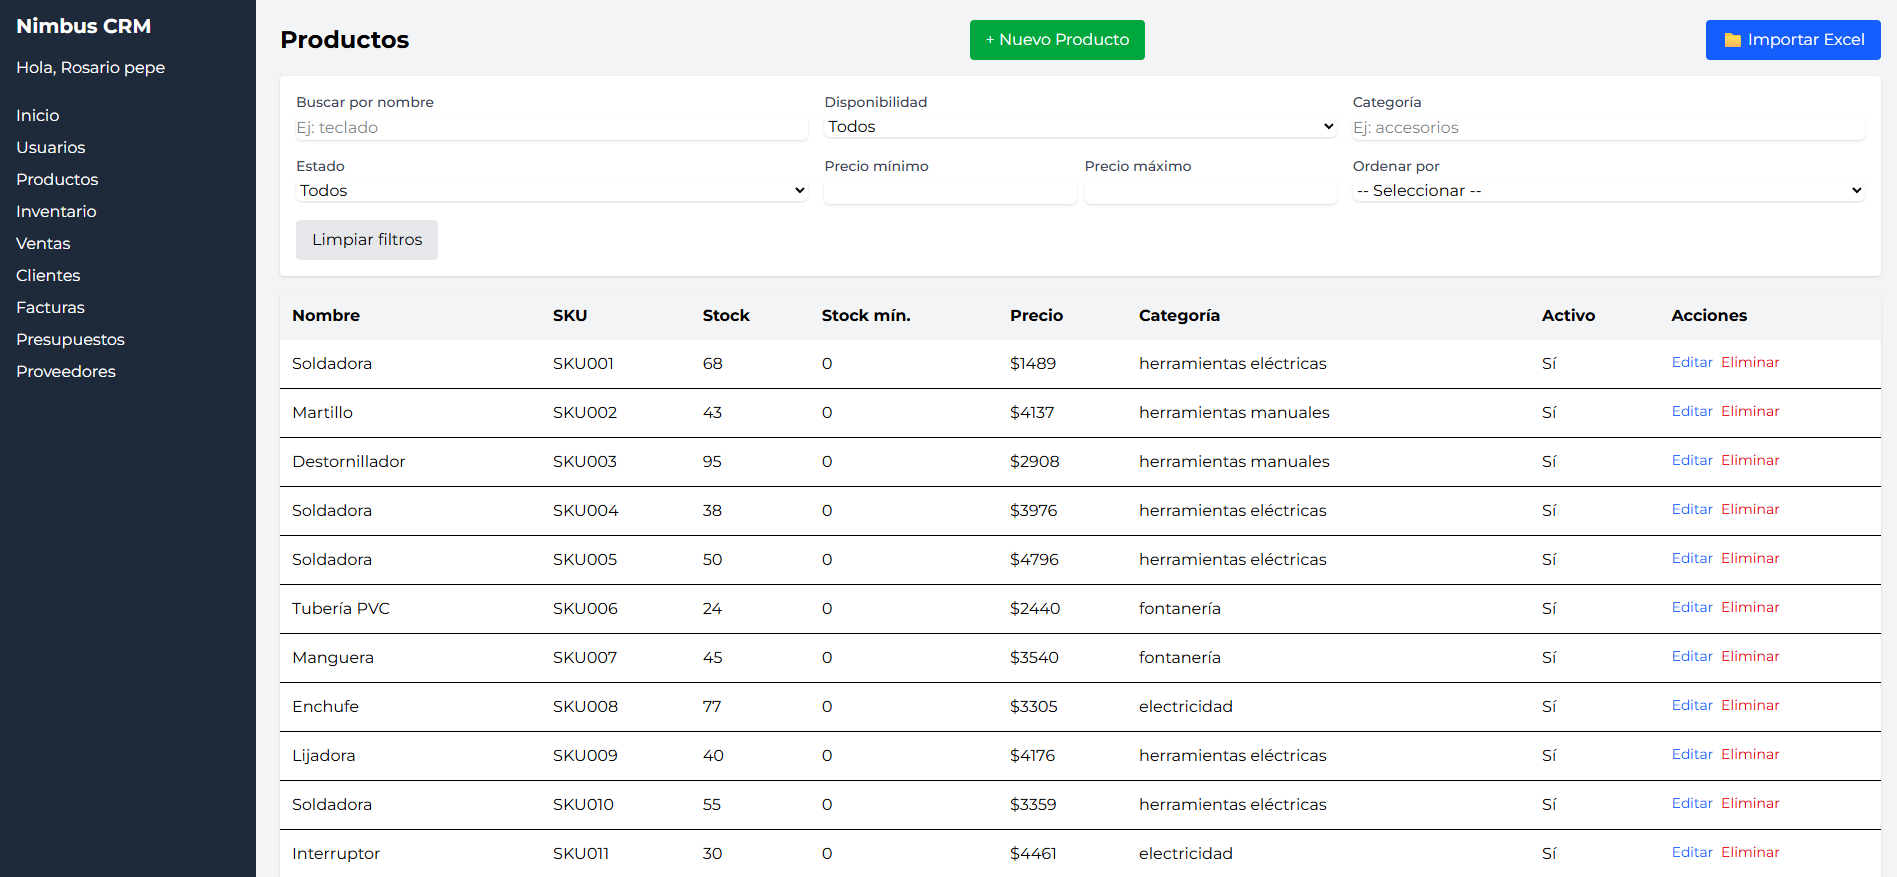 Nimbus CRM
Hola, Rosario pepe
Inicio
Usuarios
Productos
Inventario
Ventas
Clientes
Facturas
Presupuestos
Proveedores
Productos
+ Nuevo Producto
Importar Excel
Buscar por nombre Disponibilidad Categoría
Ej: teclado Todos Ej: accesorios
Estado Precio mínimo Precio máximo Ordenar por
Todos -- Seleccionar --
Limpiar filtros
Nombre SKU Stock Stock mín. Precio Categoría Activo Acciones
Soldadora SKU001 68 0 $1489 herramientas eléctricas Sí Editar Eliminar
Martillo SKU002 43 0 $4137 herramientas manuales Sí Editar Eliminar
Destornillador SKU003 95 0 $2908 herramientas manuales Sí Editar Eliminar
Soldadora SKU004 38 0 $3976 herramientas eléctricas Sí Editar Eliminar
Soldadora SKU005 50 0 $4796 herramientas eléctricas Sí Editar Eliminar
Tubería PVC SKU006 24 0 $2440 fontanería Sí Editar Eliminar
Manguera SKU007 45 0 $3540 fontanería Sí Editar Eliminar
Enchufe SKU008 77 0 $3305 electricidad Sí Editar Eliminar
Lijadora SKU009 40 0 $4176 herramientas eléctricas Sí Editar Eliminar
Soldadora SKU010 55 0 $3359 herramientas eléctricas Sí Editar Eliminar
Interruptor SKU011 30 0 $4461 electricidad Sí Editar Eliminar